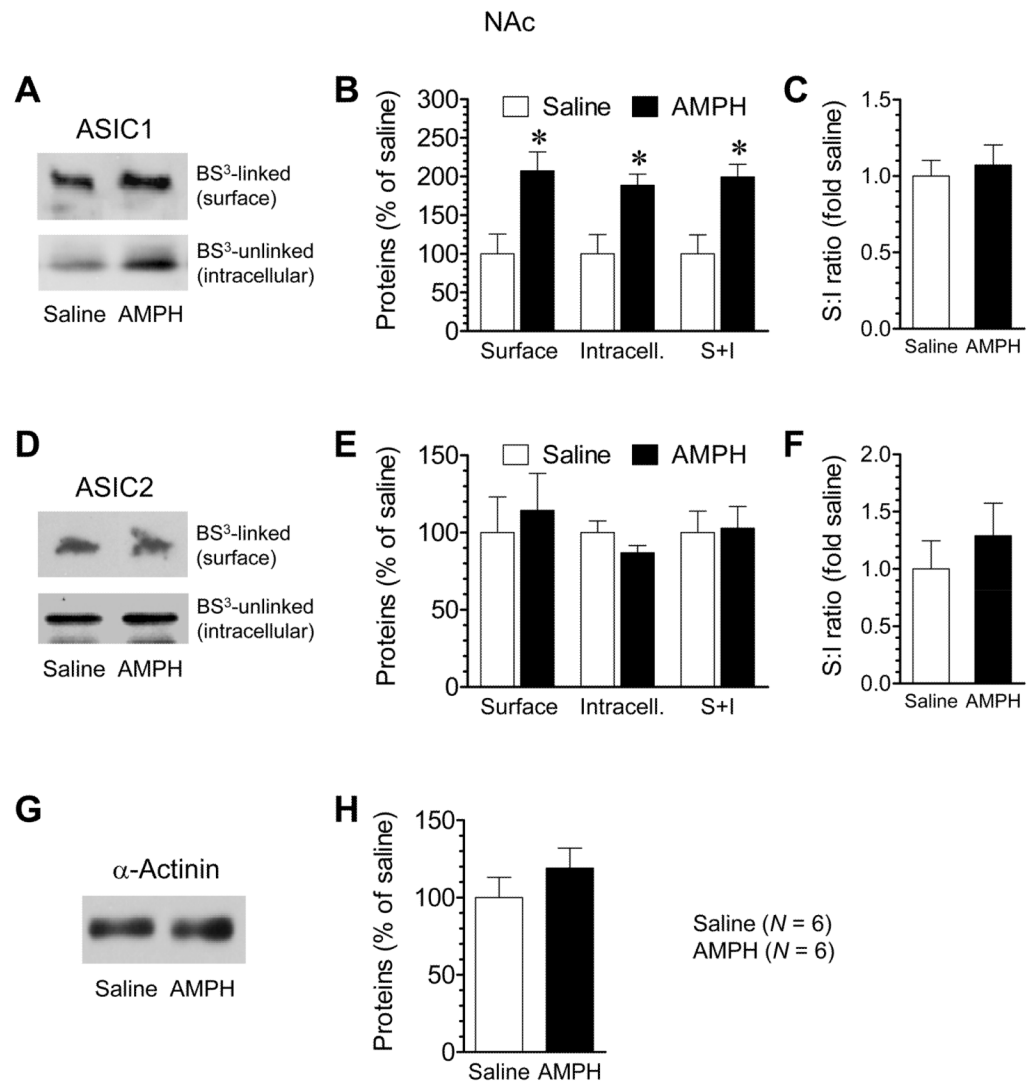 NAc
A
ASIC1
BS³-linked
(surface)
BS³-unlinked
(intracellular)
Saline AMPH
B
Saline AMPH
Proteins (% of saline)
300
250
200
150
100
50
0
* * *
Surface Intracell. S+I
C
S:I ratio (fold saline)
1.5
1.0
0.5
0.0
Saline AMPH
D
ASIC2
BS³-linked
(surface)
BS³-unlinked
(intracellular)
Saline AMPH
E
Saline AMPH
Proteins (% of saline)
150
100
50
0
Surface Intracell. S+I
F
S:I ratio (fold saline)
2.0
1.5
1.0
0.5
0.0
Saline AMPH
G
α-Actinin
Saline AMPH
H
Proteins (% of saline)
150
100
50
0
Saline AMPH
Saline (N = 6)
AMPH (N = 6)